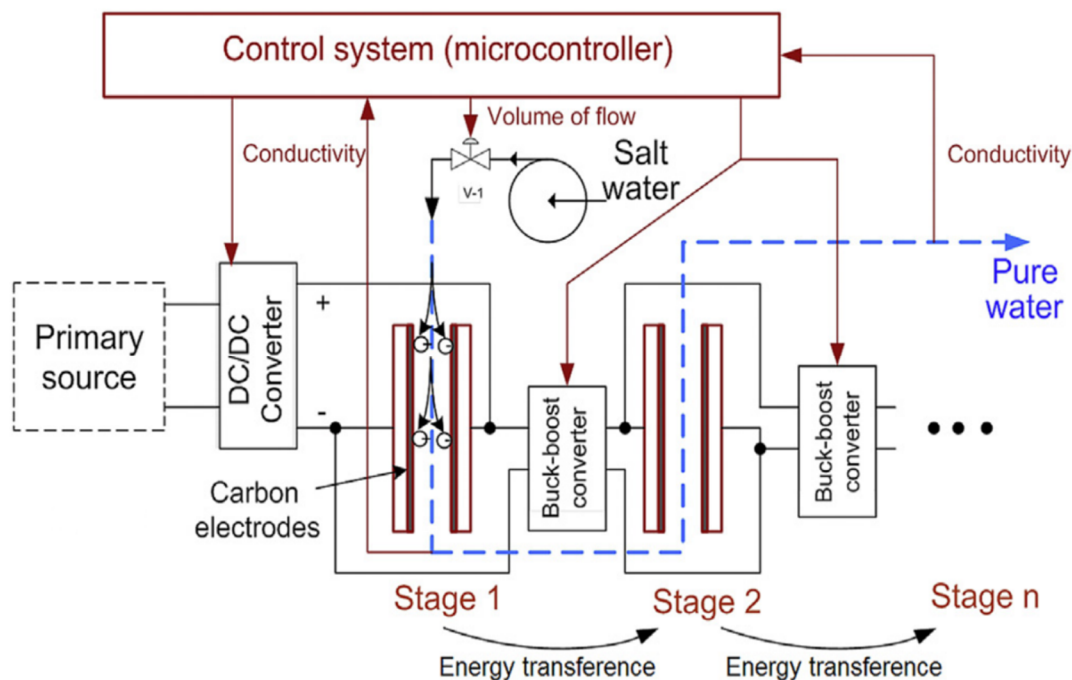 Control system (microcontroller)
Volume of flow
Conductivity
Conductivity
Salt
water
V-1
Pure
water
Primary
source
DC/DC
Converter
+
-
Buck-boost
converter
Buck-boost
converter
Carbon
electrodes
Stage 1
Stage 2
Stage n
Energy transference
Energy transference